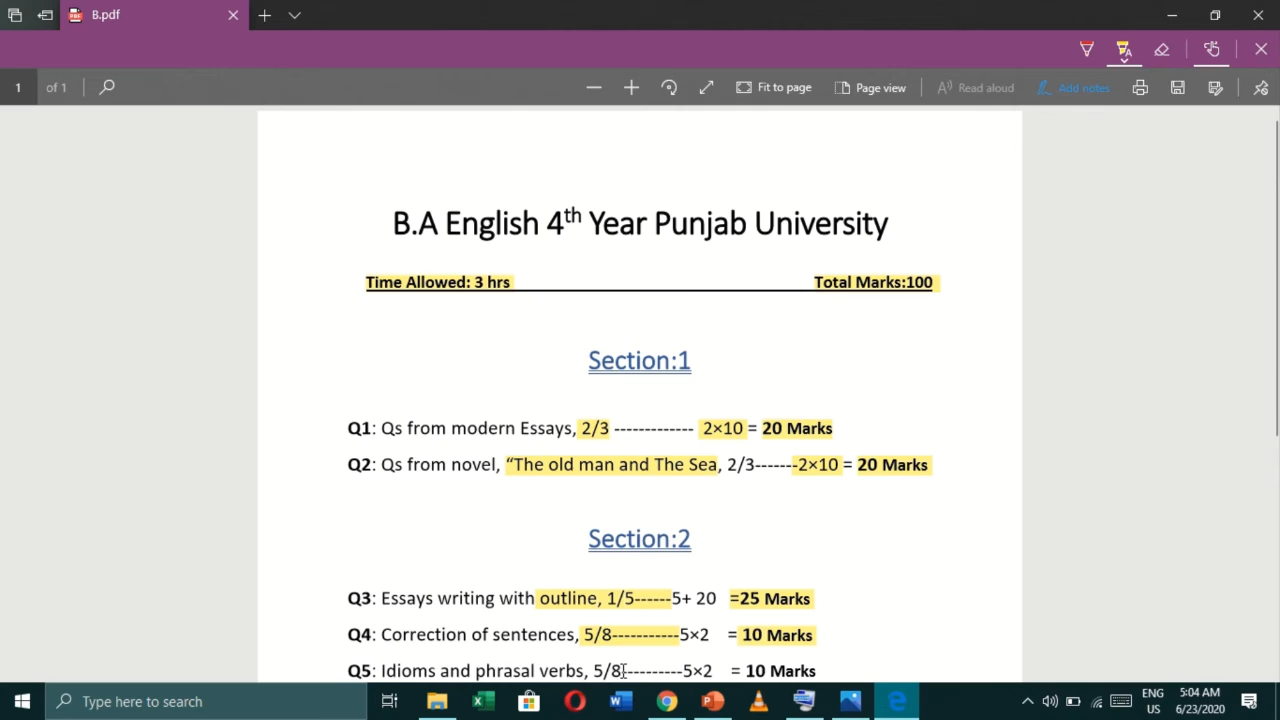 B.pdf
1 of 1
Fit to page
Page view
Read aloud
Add notes
B.A English 4th Year Punjab University
Time Allowed: 3 hrs Total Marks:100
Section:1
Q1: Qs from modern Essays, 2/3 ------------- 2×10 = 20 Marks
Q2: Qs from novel, “The old man and The Sea, 2/3-------2×10 = 20 Marks
Section:2
Q3: Essays writing with outline, 1/5------5+ 20 =25 Marks
Q4: Correction of sentences, 5/8-----------5×2 = 10 Marks
Q5: Idioms and phrasal verbs, 5/8----------5×2 = 10 Marks
Type here to search
ENG
US
5:04 AM
6/23/2020